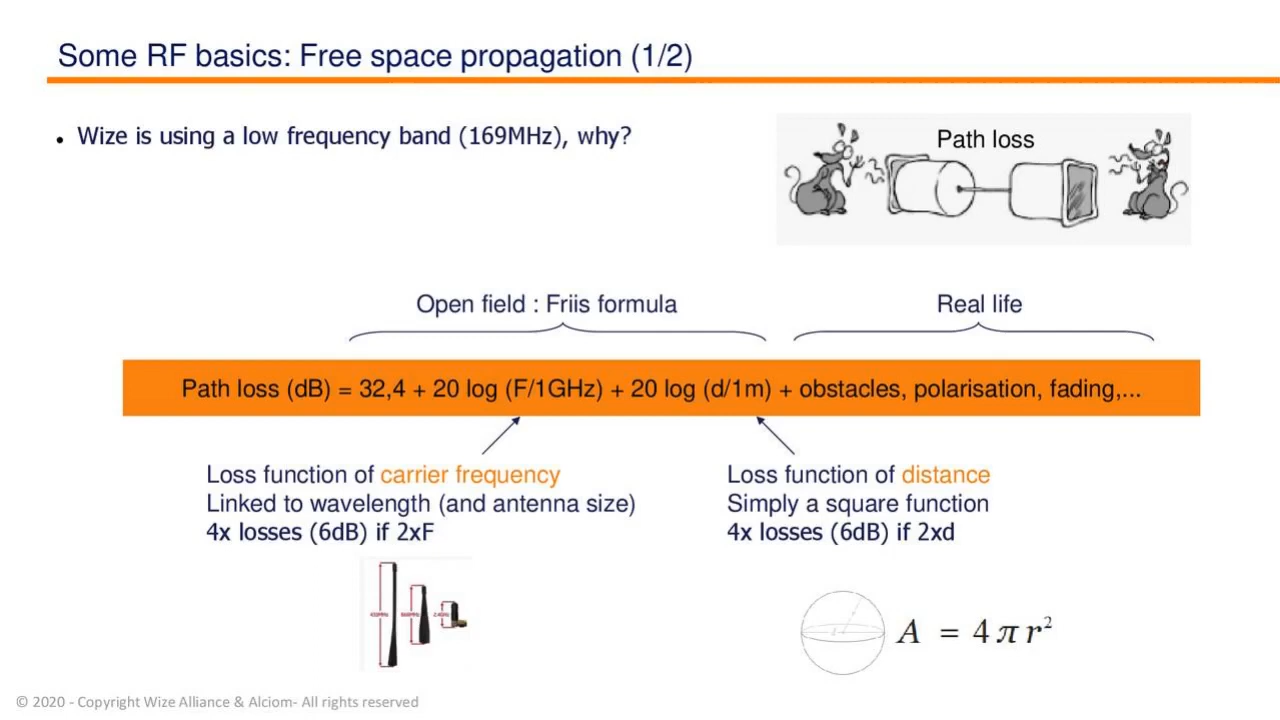 Some RF basics: Free space propagation (1/2)
• Wize is using a low frequency band (169MHz), why?
Path loss
Open field : Friis formula
Real life
Path loss (dB) = 32,4 + 20 log (F/1GHz) + 20 log (d/1m) + obstacles, polarisation, fading,...
Loss function of carrier frequency
Linked to wavelength (and antenna size)
4x losses (6dB) if 2xF
Loss function of distance
Simply a square function
4x losses (6dB) if 2xd
A = 4πr²
© 2020 - Copyright Wize Alliance & Alciom- All rights reserved